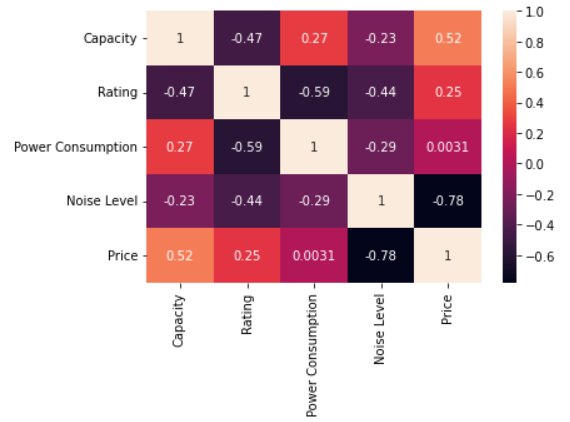 Capacity 1 -0.47 0.27 -0.23 0.52
Rating -0.47 1 -0.59 -0.44 0.25
Power Consumption 0.27 -0.59 1 -0.29 0.0031
Noise Level -0.23 -0.44 -0.29 1 -0.78
Price 0.52 0.25 0.0031 -0.78 1
Capacity
Rating
Power Consumption
Noise Level
Price
1.0
0.8
0.6
0.4
0.2
0.0
−0.2
−0.4
−0.6